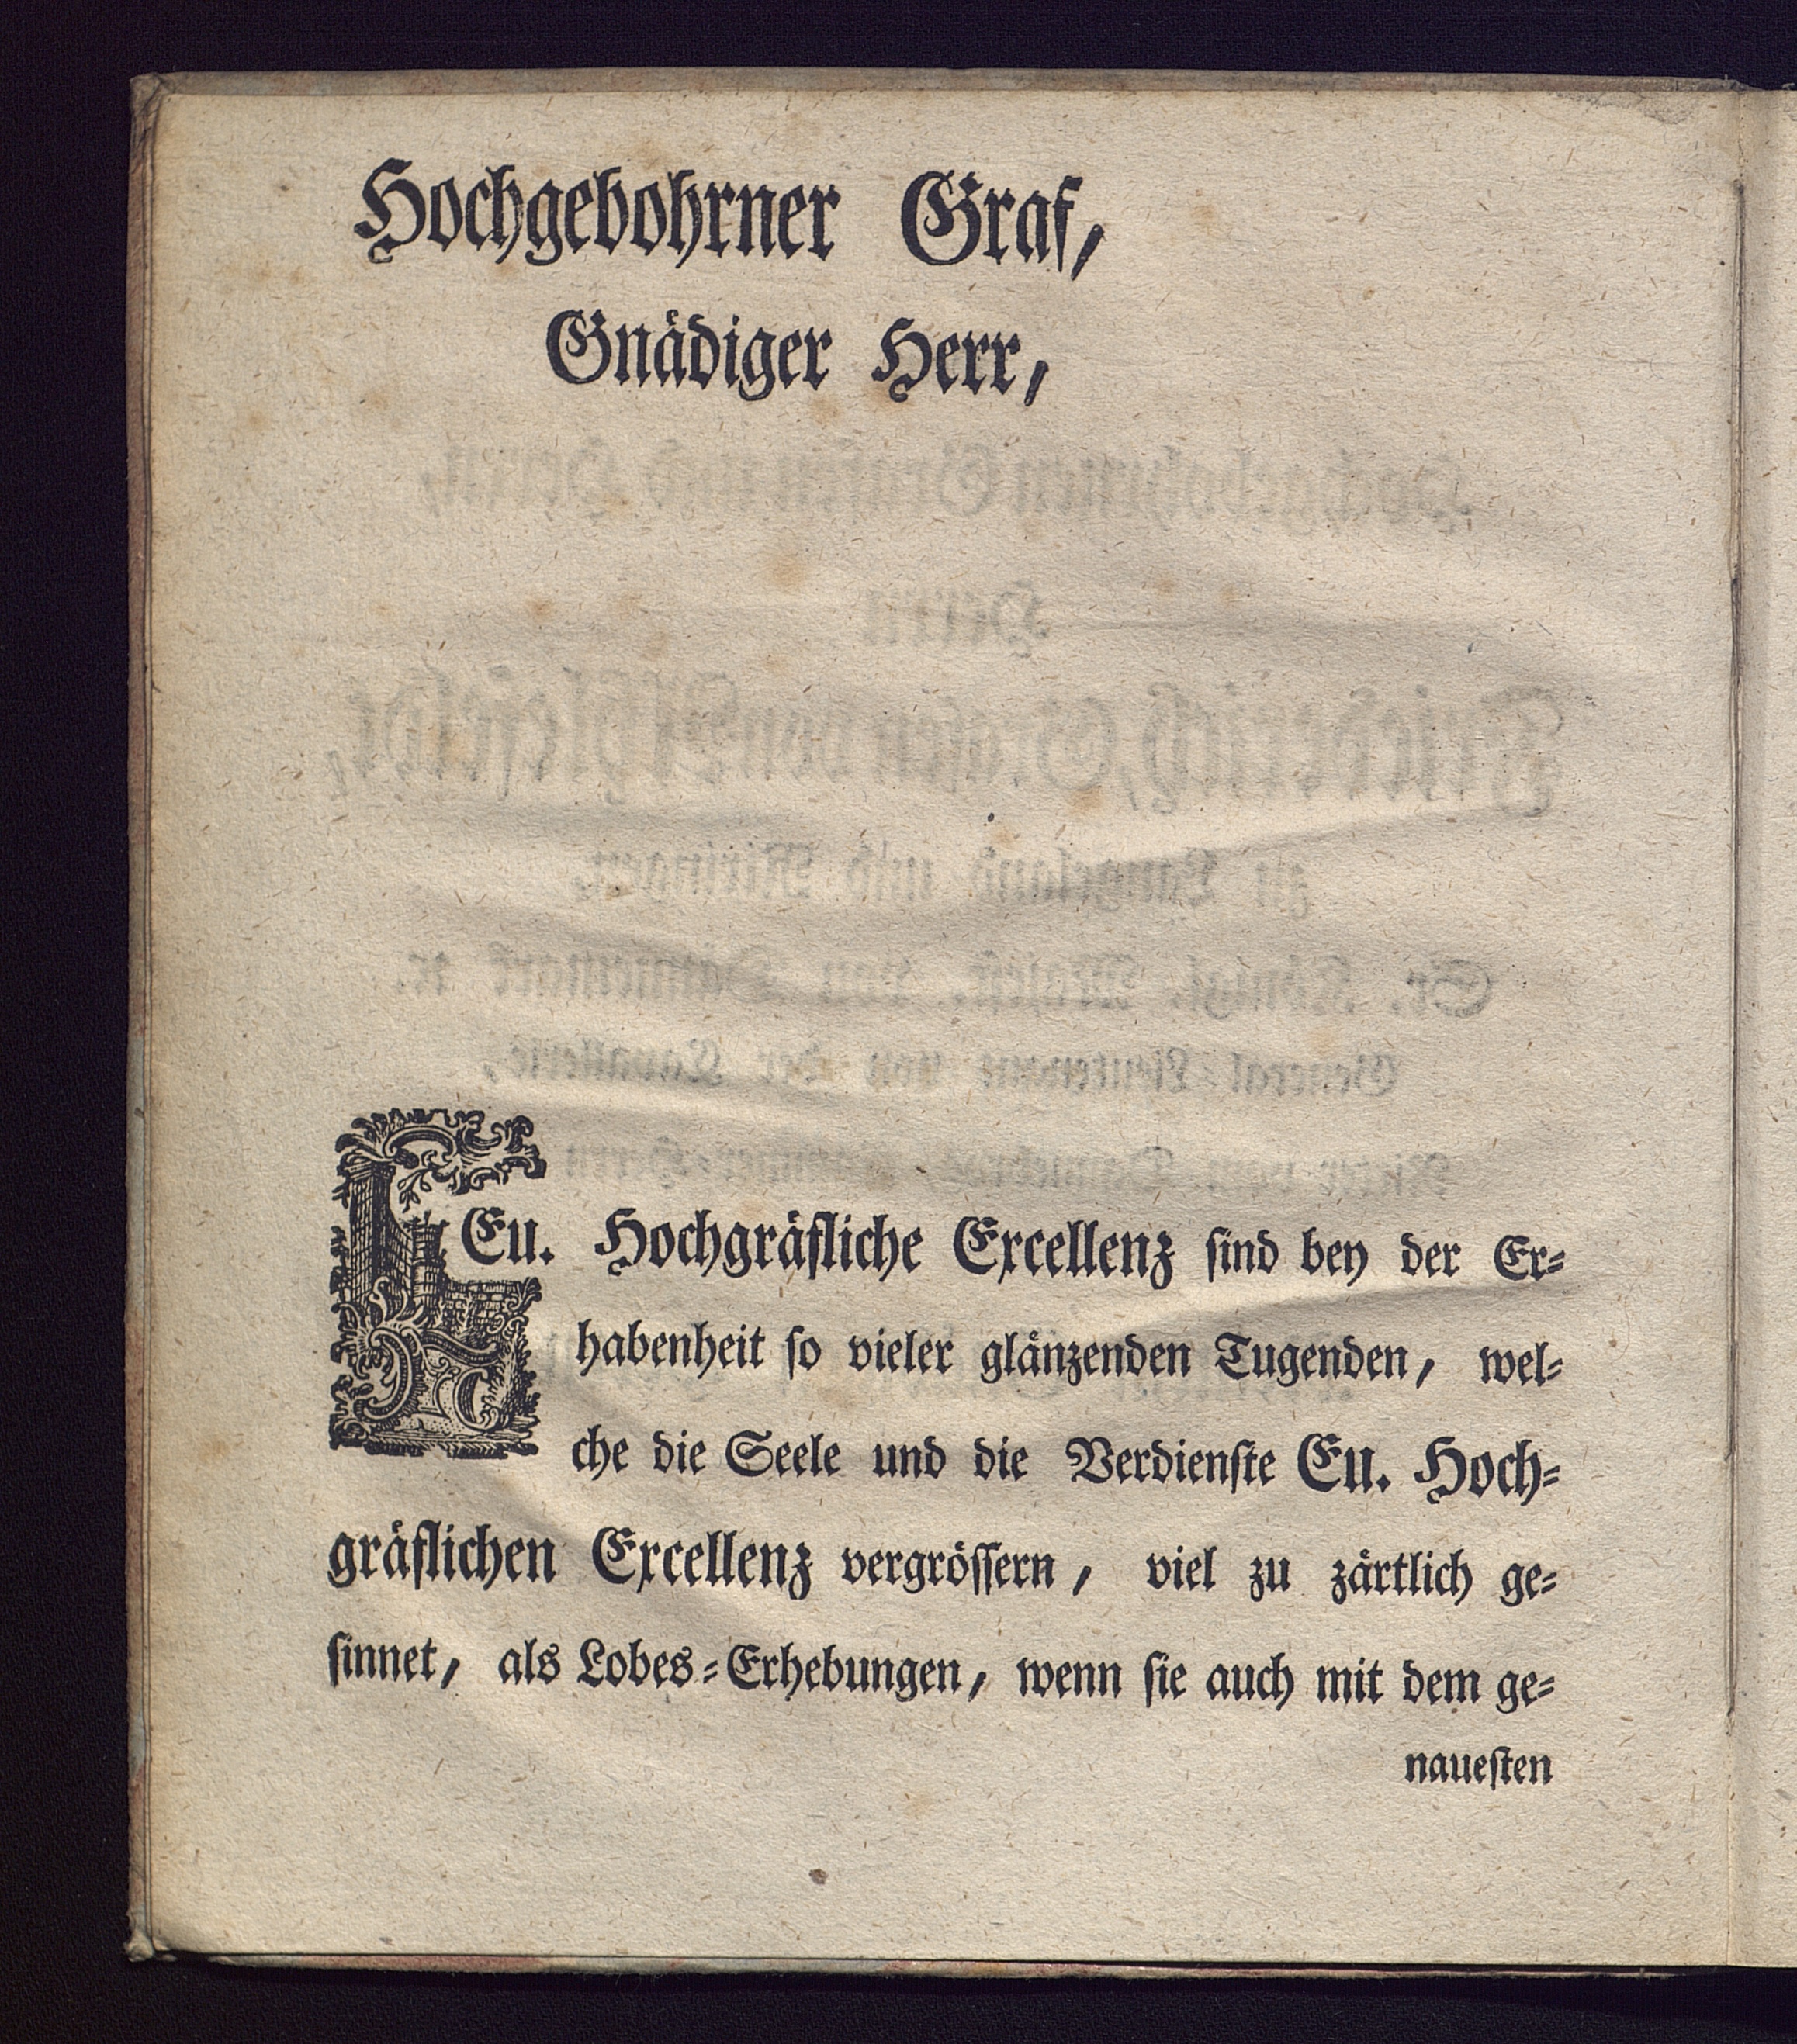 Hochgebohrner Graf,
Gnädiger Herr,
Eu. Hochgräfliche Excellenz sind bey der Er-
habenheit so vieler glänzenden Tugenden, wel-
che die Seele und die Verdienste Eu. Hoch-
gräflichen Excellenz vergrössern, viel zu zärtlich ge-
sinnet, als Lobes-Erhebungen, wenn sie auch mit dem ge-
nauesten